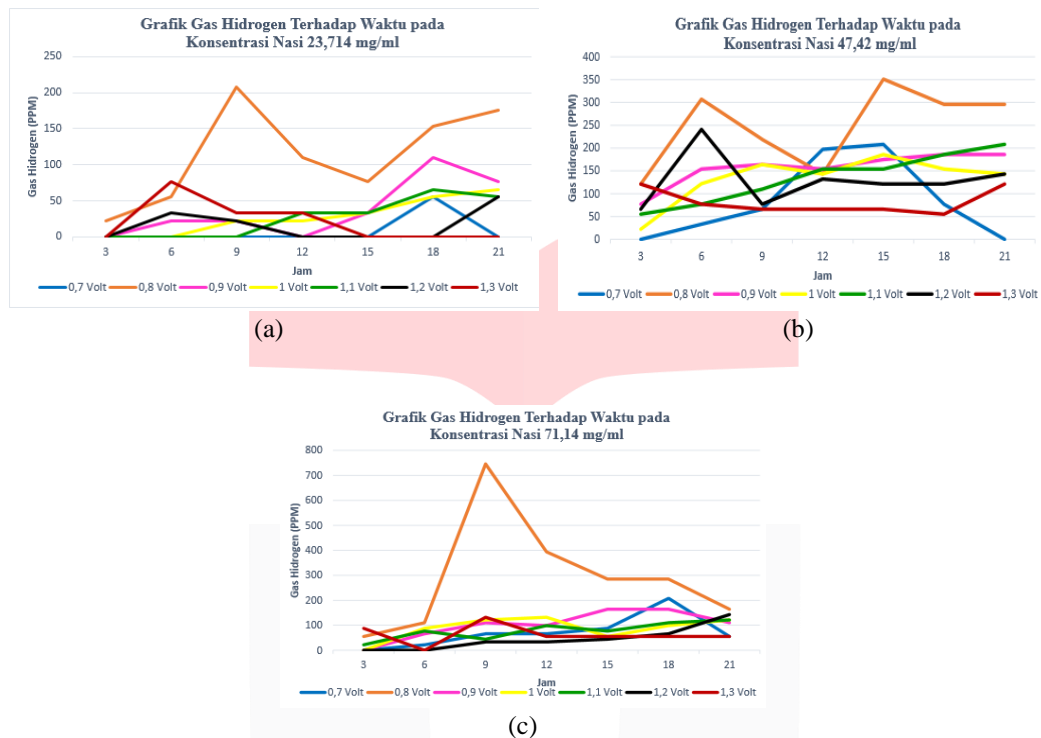 Grafik Gas Hidrogen Terhadap Waktu pada
Konsentrasi Nasi 23,714 mg/ml
Gas Hidrogen (PPM)
250
200
150
100
50
0
3 6 9 12 15 18 21
Jam
0,7 Volt 0,8 Volt 0,9 Volt 1 Volt 1,1 Volt 1,2 Volt 1,3 Volt
(a)
Grafik Gas Hidrogen Terhadap Waktu pada
Konsentrasi Nasi 47,42 mg/ml
Gas Hidrogen (PPM)
400
350
300
250
200
150
100
50
0
3 6 9 12 15 18 21
Jam
0,7 Volt 0,8 Volt 0,9 Volt 1 Volt 1,1 Volt 1,2 Volt 1,3 Volt
(b)
Grafik Gas Hidrogen Terhadap Waktu pada
Konsentrasi Nasi 71,14 mg/ml
Gas Hidrogen (PPM)
800
700
600
500
400
300
200
100
0
3 6 9 12 15 18 21
Jam
0,7 Volt 0,8 Volt 0,9 Volt 1 Volt 1,1 Volt 1,2 Volt 1,3 Volt
(c)